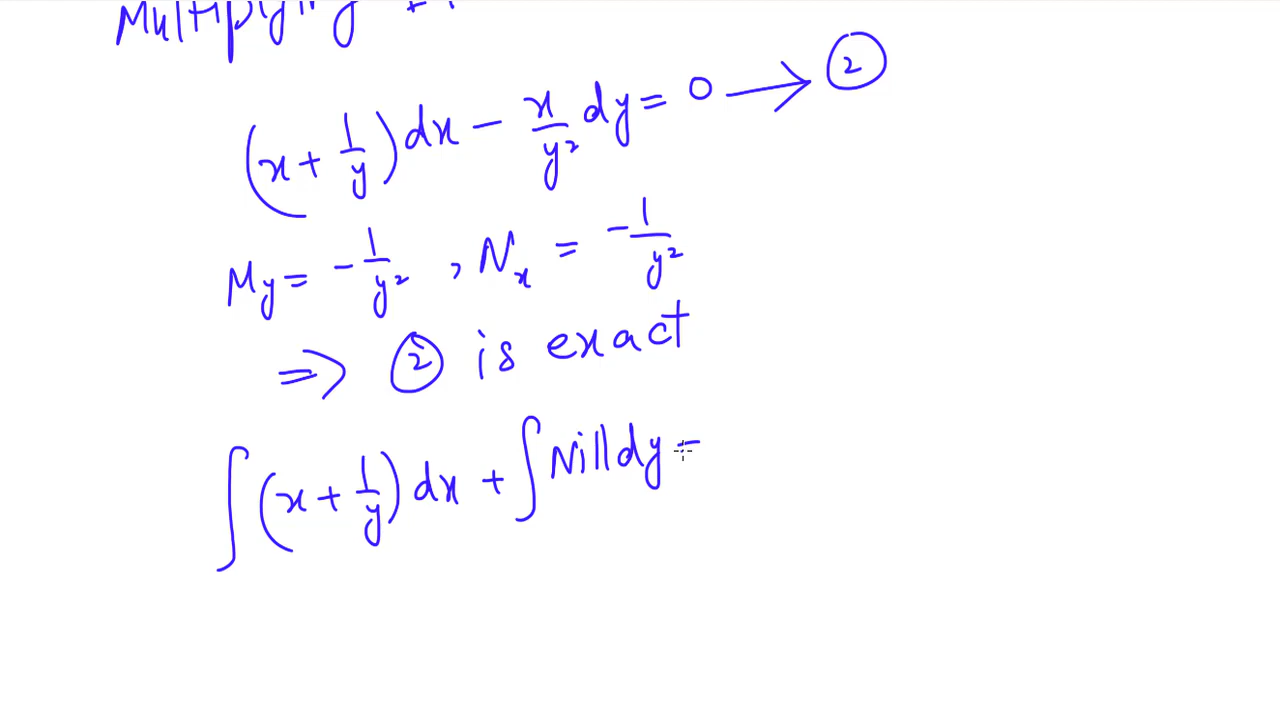 Multiplying
(x + 1/y) dx - x/y² dy = 0 → ②
My = -1/y² , Nx = -1/y²
⇒ ② is exact
∫(x + 1/y) dx + ∫Nill dy =